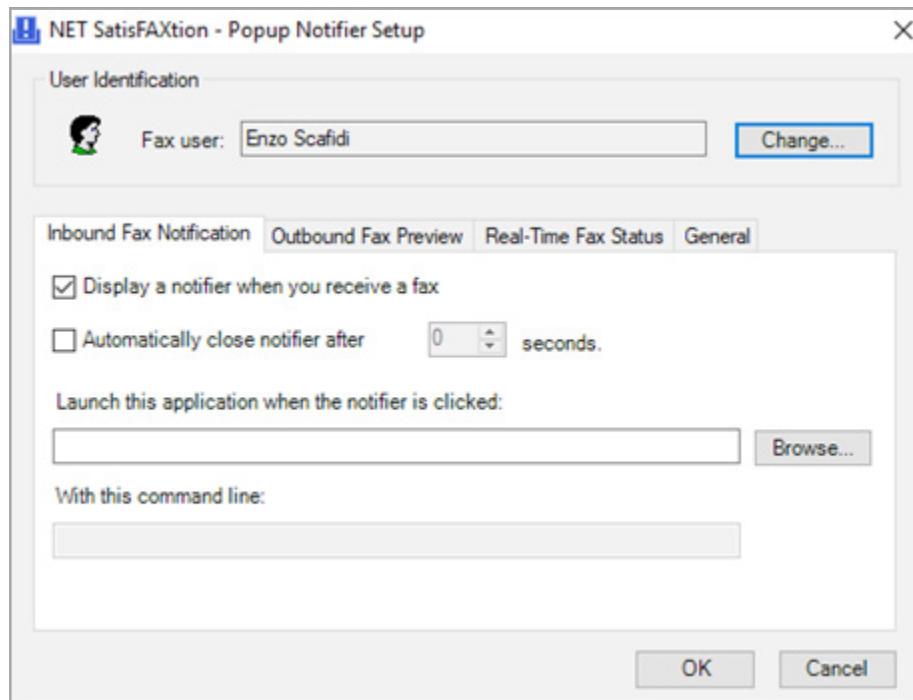 NET SatisFAXtion - Popup Notifier Setup
User Identification
Fax user: Enzo Scafidi Change...
Inbound Fax Notification Outbound Fax Preview Real-Time Fax Status General
Display a notifier when you receive a fax
Automatically close notifier after 0 seconds.
Launch this application when the notifier is clicked:
Browse...
With this command line:
OK Cancel